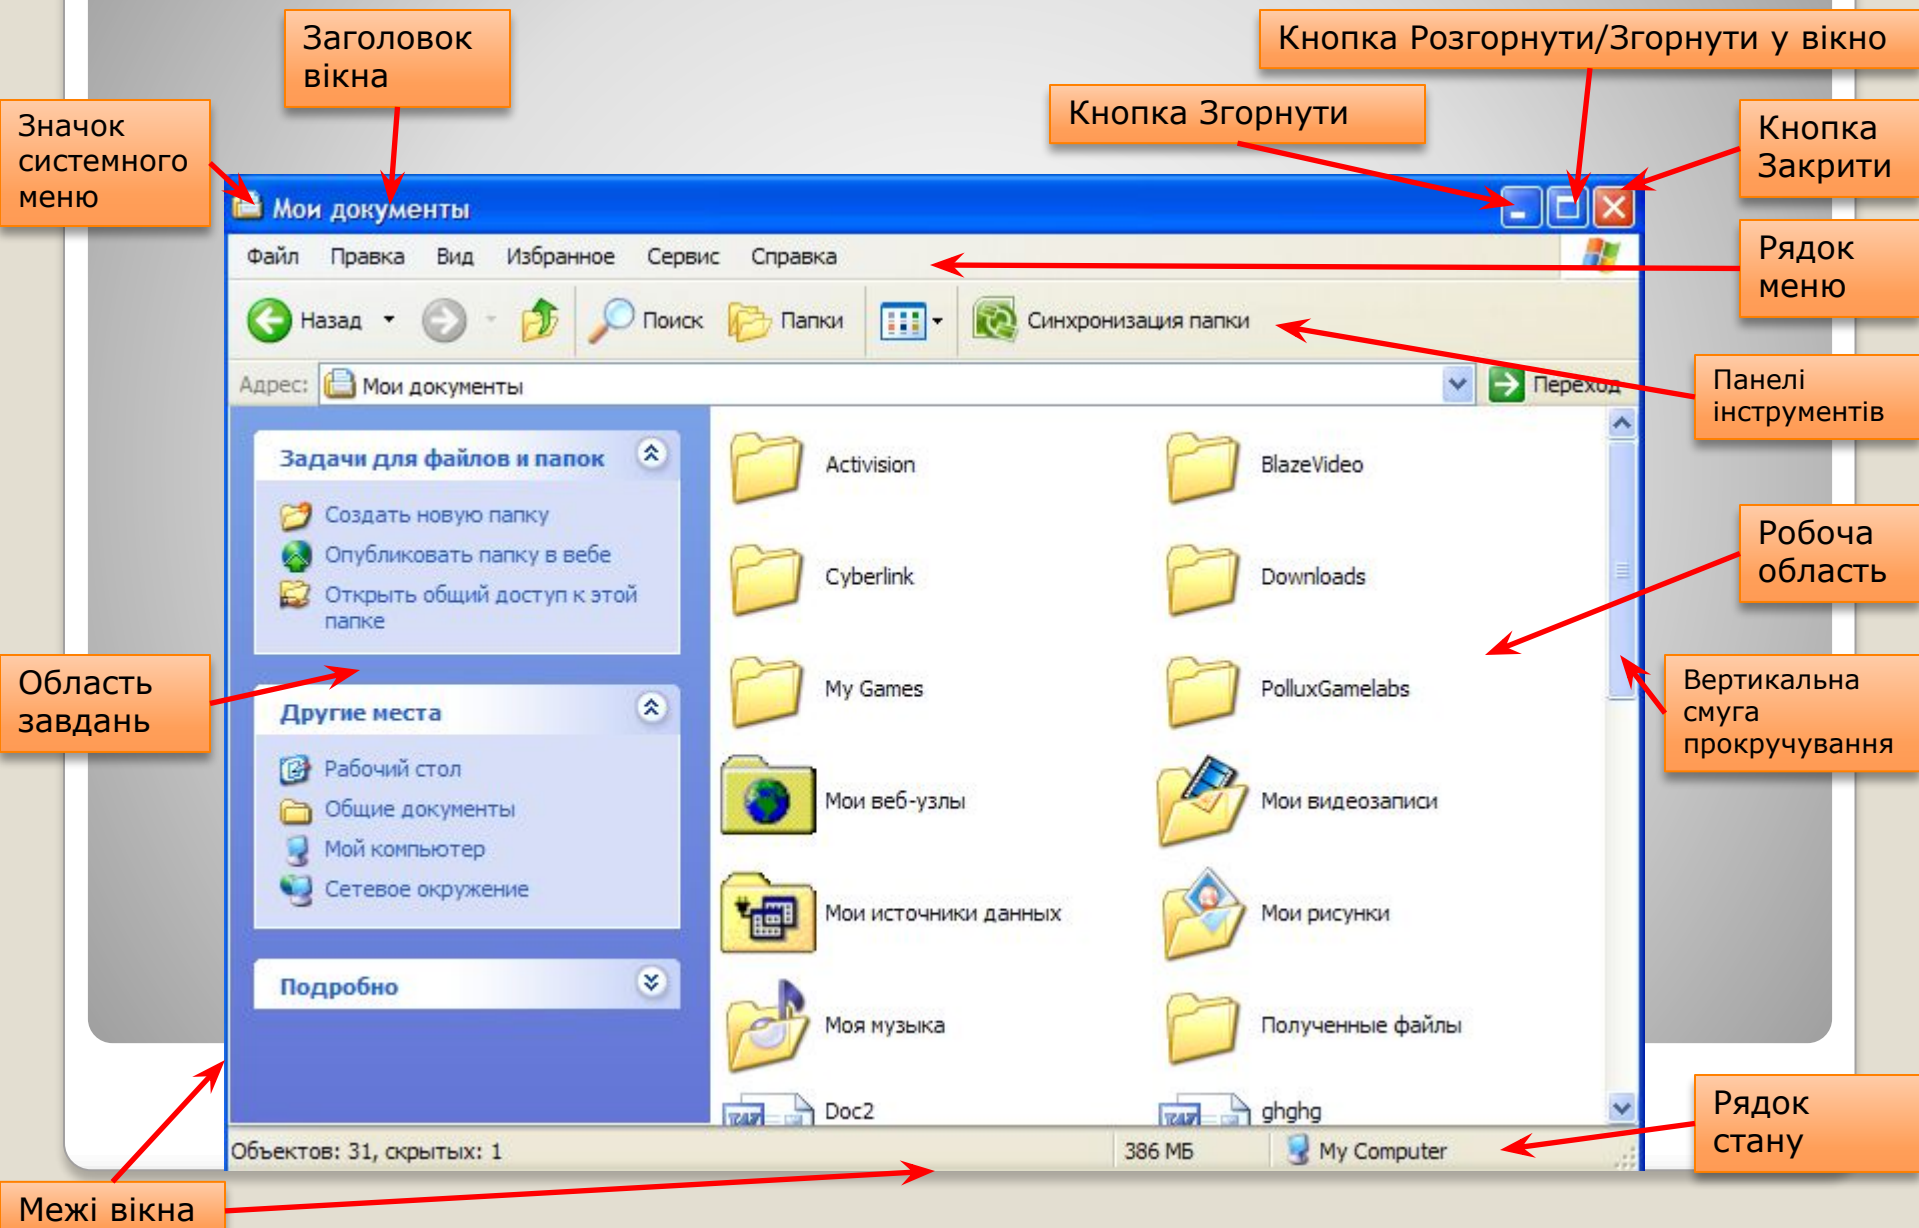 Заголовок
вікна
Кнопка Розгорнути/Згорнути у вікно
Кнопка Згорнути
Значок
системного
меню
Кнопка
Закрити
Мои документы
Файл Правка Вид Избранное Сервис Справка
Рядок
меню
Назад Поиск Папки Синхронизация папки
Адрес: Мои документы Переход
Панелі
інструментів
Задачи для файлов и папок
Создать новую папку
Опубликовать папку в вебе
Открыть общий доступ к этой
папке
Другие места
Рабочий стол
Общие документы
Мой компьютер
Сетевое окружение
Подробно
Activision BlazeVideo
Cyberlink Downloads
My Games PolluxGamelabs
Мои веб-узлы Мои видеозаписи
Мои источники данных Мои рисунки
Моя музыка Полученные файлы
Doc2 ghghg
Робоча
область
Область
завдань
Вертикальна
смуга
прокручування
Рядок
стану
Объектов: 31, скрытых: 1 386 МБ My Computer
Межі вікна